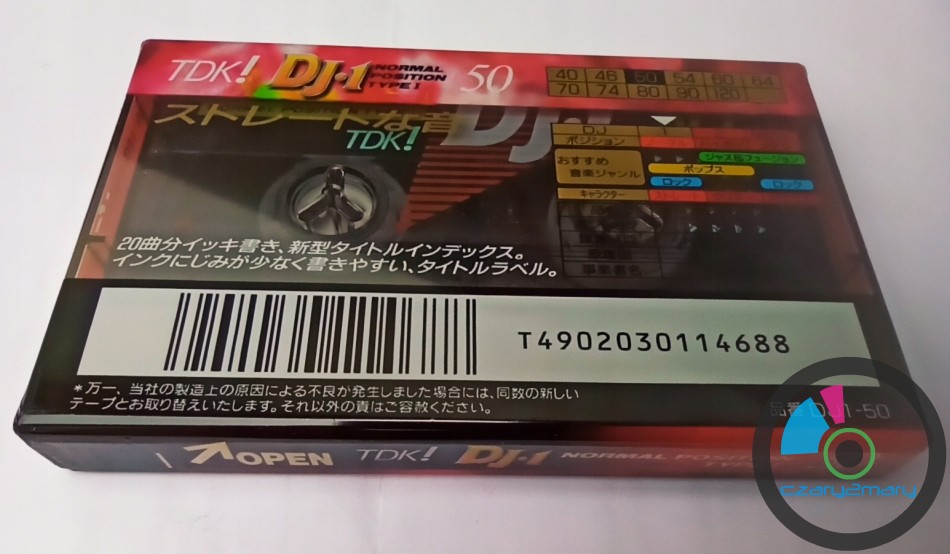 TDK! DJ·1 NORMAL POSITION TYPE I 50
40 46 50 54 60 64
70 74 80 90 120
ストレートな音 DJ·1
TDK!
DJ 1
ポジション
おすすめ
音楽ジャンル
ジャズ&フュージョン
ポップス
ロック ロック
キャラクター
20曲分イッキ書き、新型タイトルインデックス。
インクにじみが少なく書きやすい、タイトルラベル。
事業者名
T4902030114688
*万一、当社の製造上の原因による不良が発生しました場合には、同数の新しい
テープとお取り替えいたします。それ以外の責はご容赦ください。
品番 DJ1-50
OPEN TDK! DJ·1 NORMAL POSITION
TYPE
czary2mary